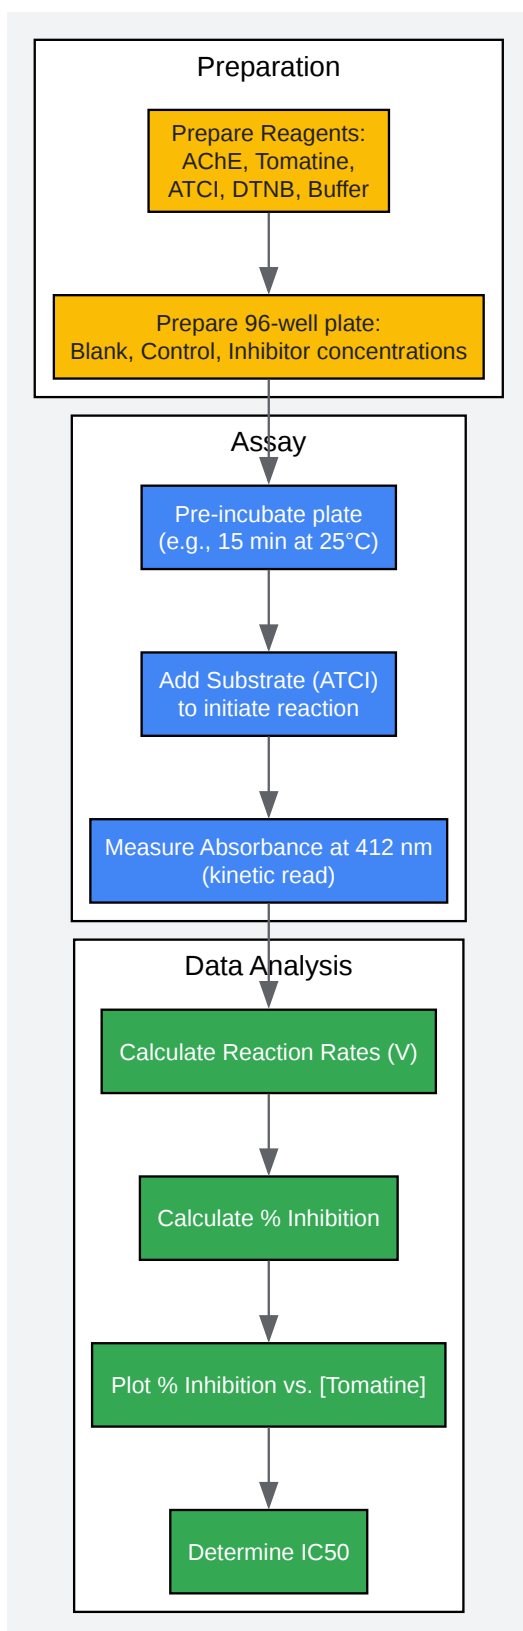 Preparation
Prepare Reagents:
AChE, Tomatine,
ATCI, DTNB, Buffer
Prepare 96-well plate:
Blank, Control, Inhibitor concentrations
Assay
Pre-incubate plate
(e.g., 15 min at 25°C)
Add Substrate (ATCI)
to initiate reaction
Measure Absorbance at 412 nm
(kinetic read)
Data Analysis
Calculate Reaction Rates (V)
Calculate % Inhibition
Plot % Inhibition vs. [Tomatine]
Determine IC50